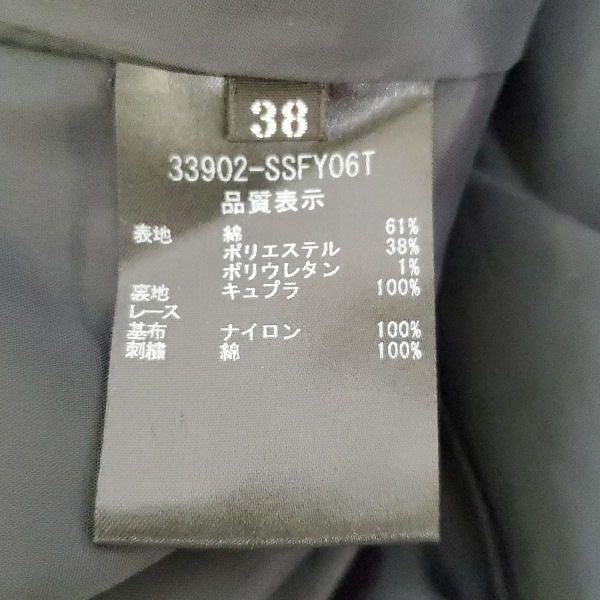 38
33902-SSFY06T
品質表示
表地 綿 61%
ポリエステル 38%
ポリウレタン 1%
裏地 キュプラ 100%
レース
基布 ナイロン 100%
刺繍 綿 100%